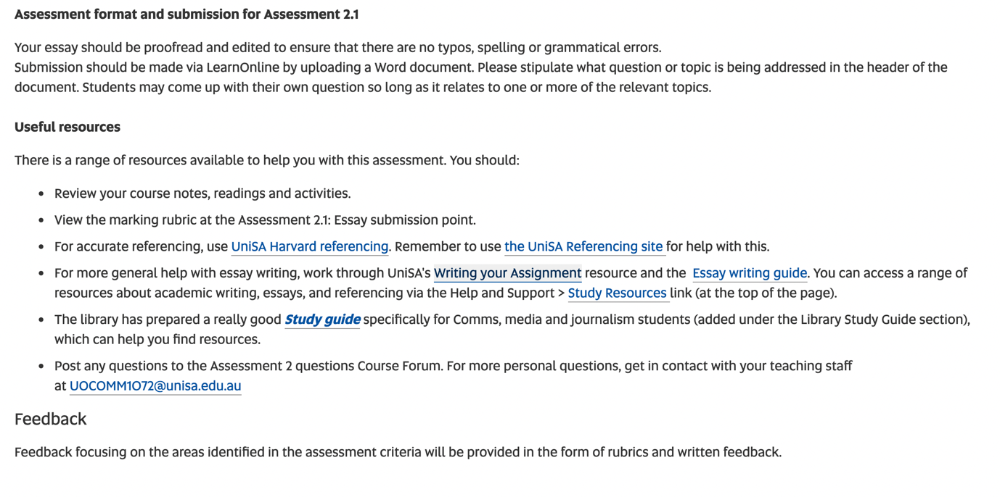 Assessment format and submission for Assessment 2.1
Your essay should be proofread and edited to ensure that there are no typos, spelling or grammatical errors.
Submission should be made via LearnOnline by uploading a Word document. Please stipulate what question or topic is being addressed in the header of the
document. Students may come up with their own question so long as it relates to one or more of the relevant topics.
Useful resources
There is a range of resources available to help you with this assessment. You should:
• Review your course notes, readings and activities.
• View the marking rubric at the Assessment 2.1: Essay submission point.
• For accurate referencing, use UniSA Harvard referencing. Remember to use the UniSA Referencing site for help with this.
• For more general help with essay writing, work through UniSA's Writing your Assignment resource and the Essay writing guide. You can access a range of
resources about academic writing, essays, and referencing via the Help and Support > Study Resources link (at the top of the page).
• The library has prepared a really good Study guide specifically for Comms, media and journalism students (added under the Library Study Guide section),
which can help you find resources.
• Post any questions to the Assessment 2 questions Course Forum. For more personal questions, get in contact with your teaching staff
at UOCOMM1072@unisa.edu.au
Feedback
Feedback focusing on the areas identified in the assessment criteria will be provided in the form of rubrics and written feedback.